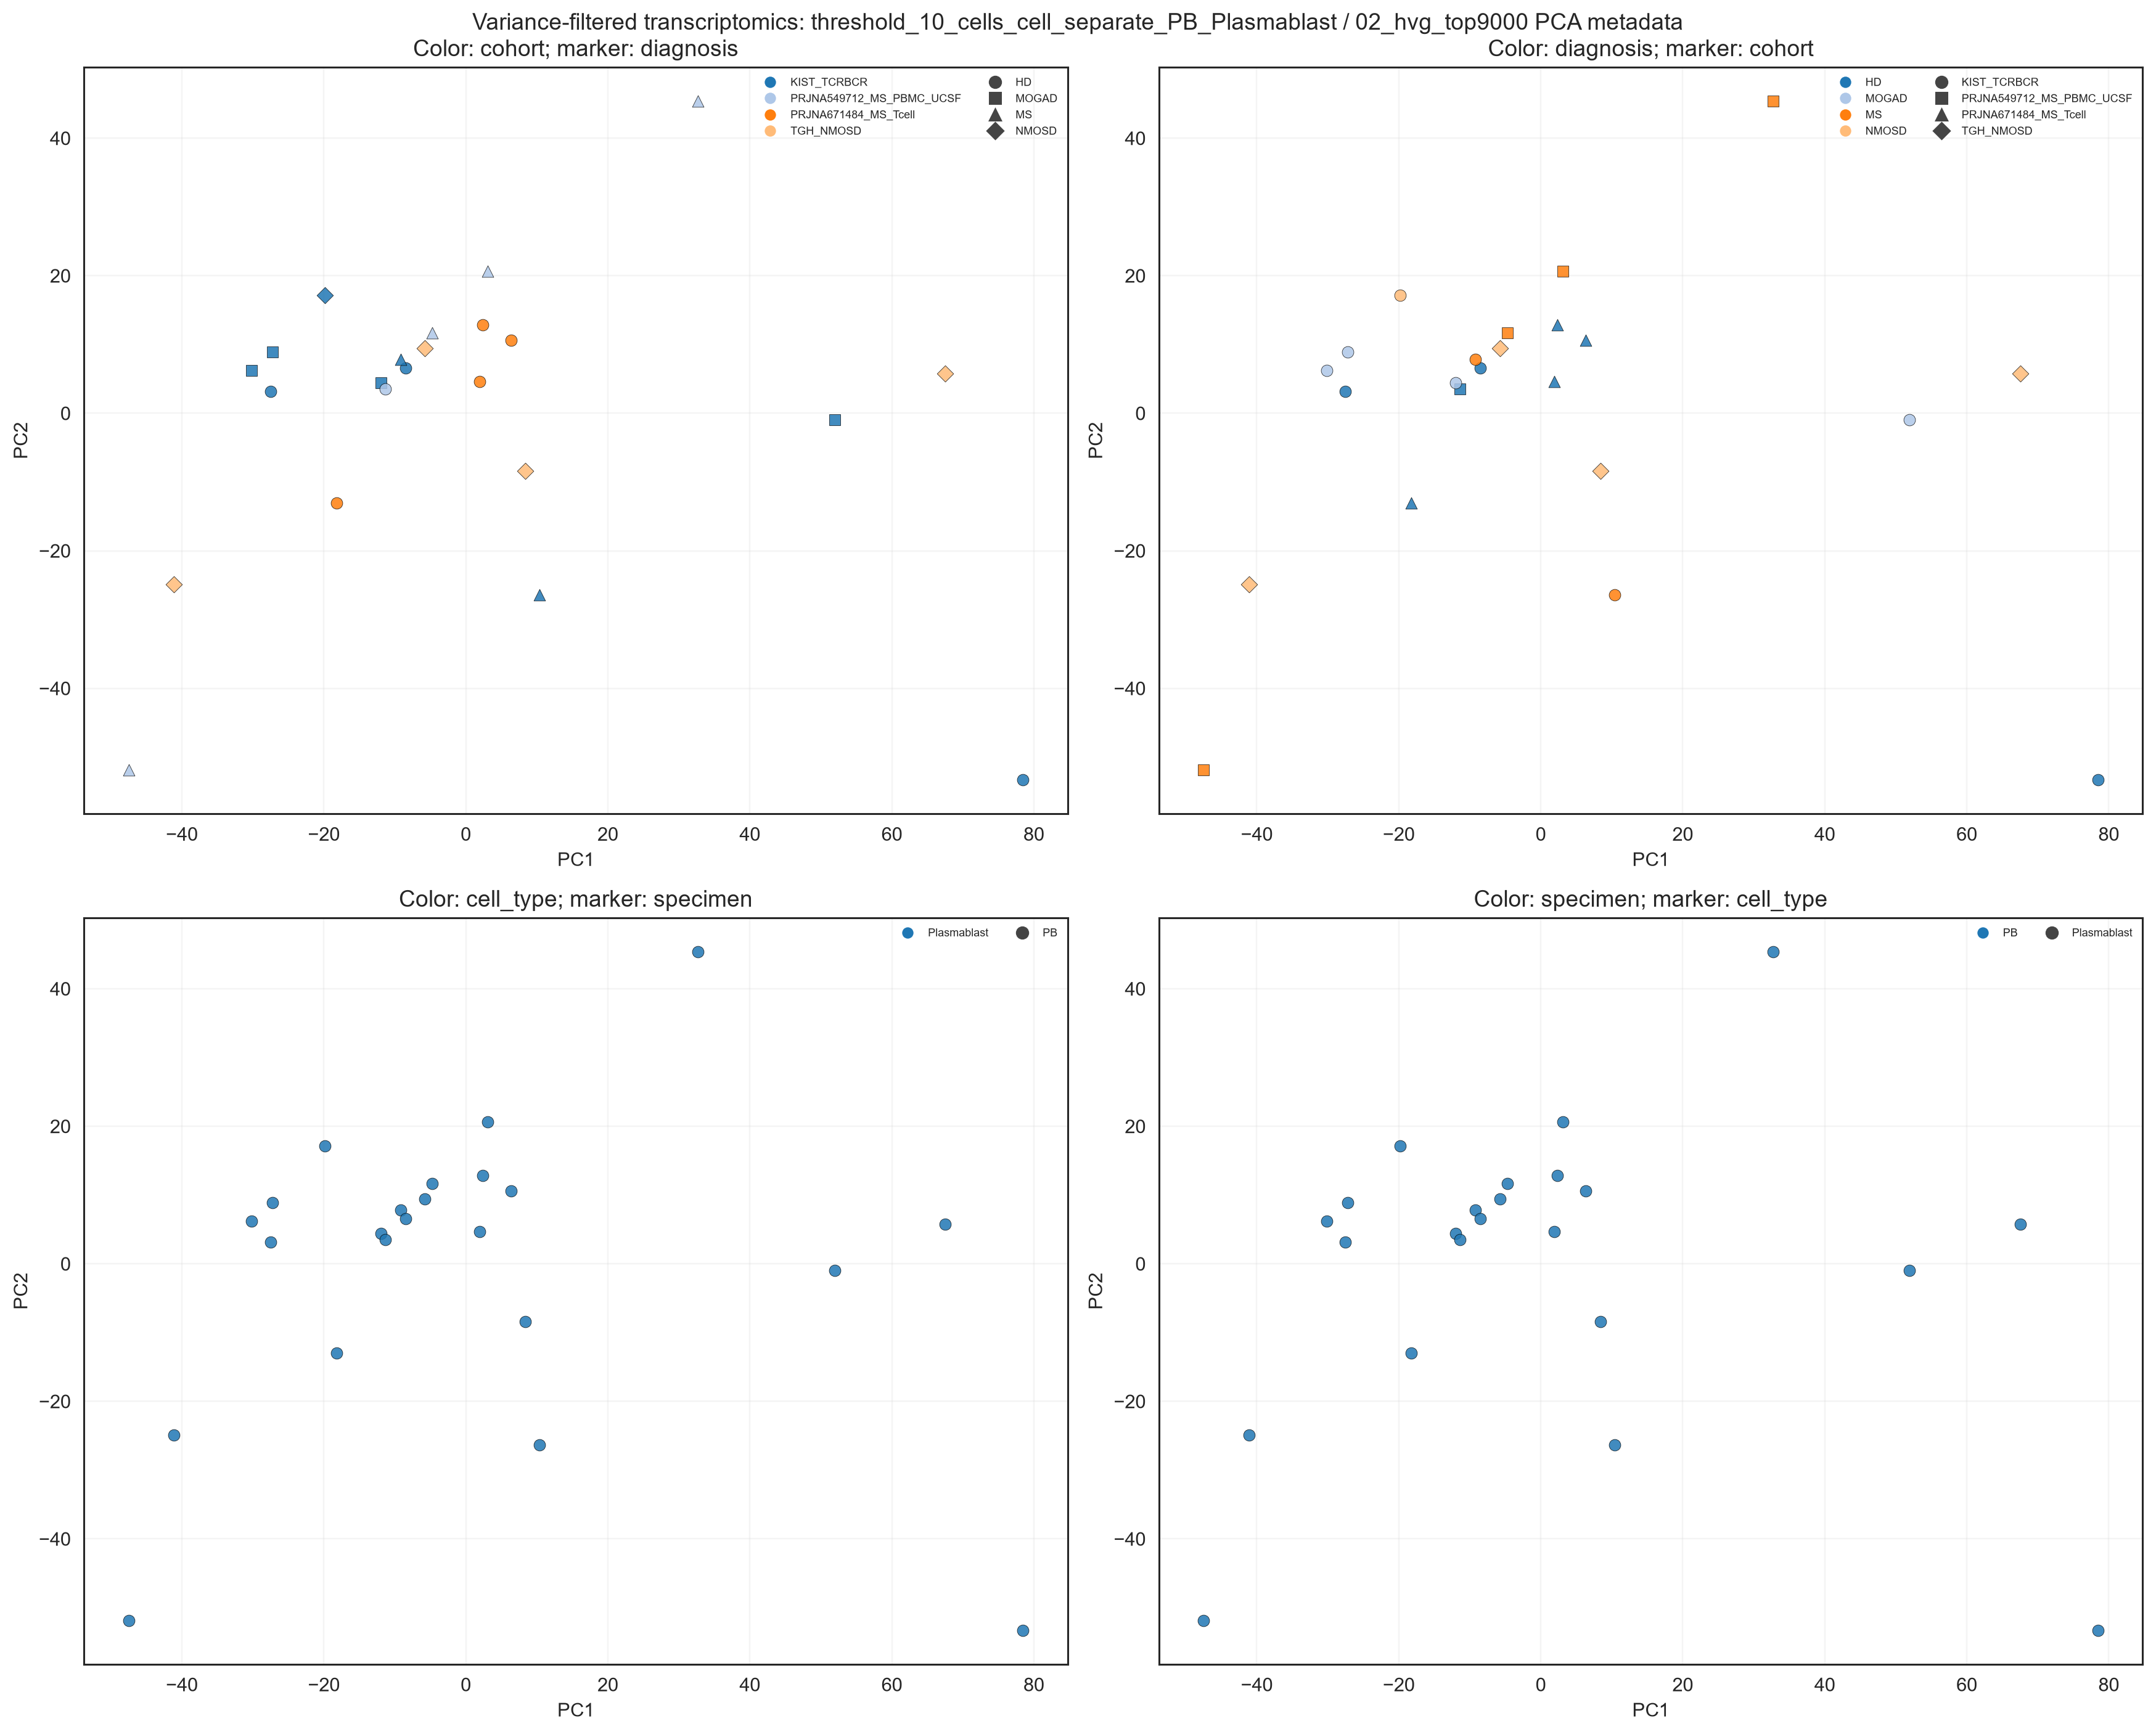 Variance-filtered transcriptomics: threshold_10_cells_cell_separate_PB_Plasmablast / 02_hvg_top9000 PCA metadata
Color: cohort; marker: diagnosis
KIST_TCRBCR
PRJNA549712_MS_PBMC_UCSF
PRJNA671484_MS_Tcell
TGH_NMOSD
HD
MOGAD
MS
NMOSD
40
20
0
−20
−40
PC2
−40 −20 0 20 40 60 80
PC1
Color: diagnosis; marker: cohort
HD
MOGAD
MS
NMOSD
KIST_TCRBCR
PRJNA549712_MS_PBMC_UCSF
PRJNA671484_MS_Tcell
TGH_NMOSD
40
20
0
−20
−40
PC2
−40 −20 0 20 40 60 80
PC1
Color: cell_type; marker: specimen
Plasmablast
PB
40
20
0
−20
−40
PC2
−40 −20 0 20 40 60 80
PC1
Color: specimen; marker: cell_type
PB
Plasmablast
40
20
0
−20
−40
PC2
−40 −20 0 20 40 60 80
PC1